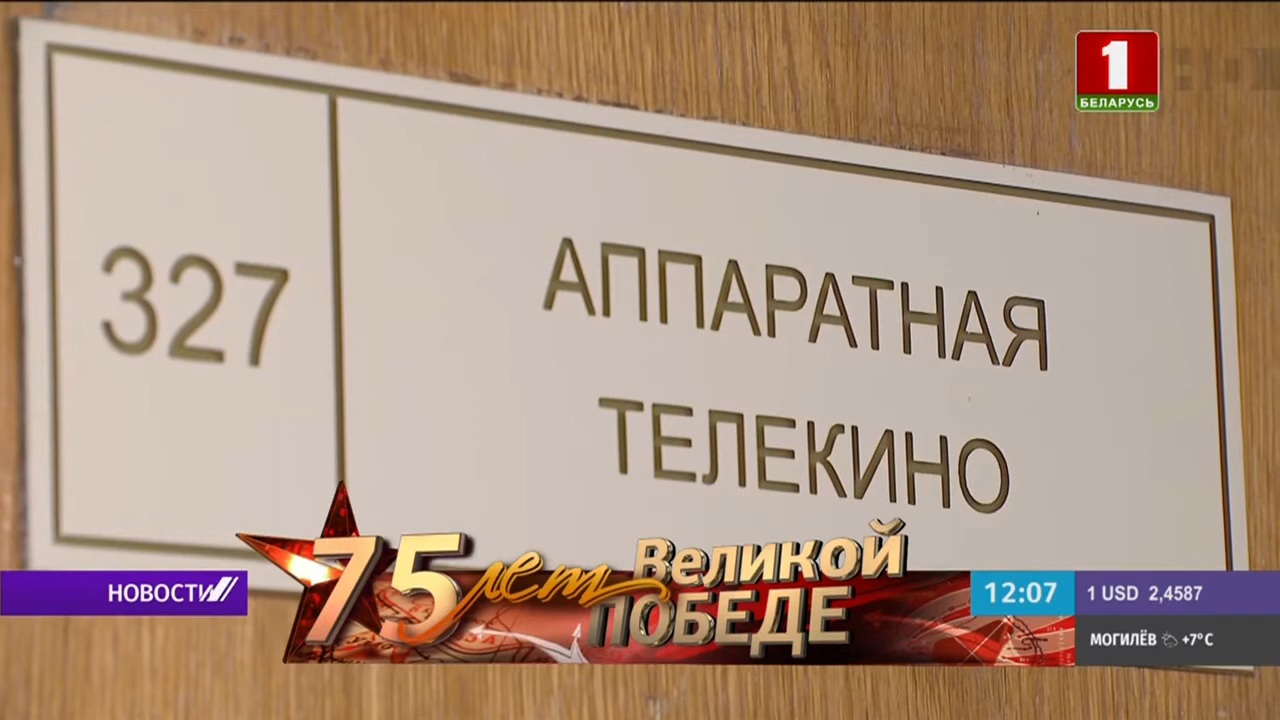 1
БЕЛАРУСЬ
327
АППАРАТНАЯ
ТЕЛЕКИНО
НОВОСТИ
75 лет Великой
ПОБЕДЕ
12:07
1 USD 2,4587
МОГИЛЁВ +7°C